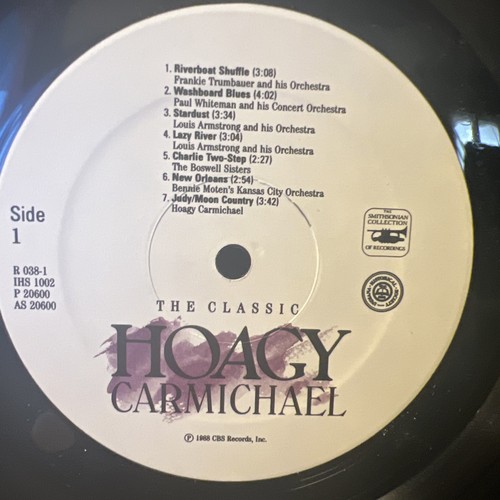 1. Riverboat Shuffle (3:08)
Frankie Trumbauer and his Orchestra
2. Washboard Blues (4:02)
Paul Whiteman and his Concert Orchestra
3. Stardust (3:34)
Louis Armstrong and his Orchestra
4. Lazy River (3:04)
Louis Armstrong and his Orchestra
5. Charlie Two-Step (2:27)
The Boswell Sisters
6. New Orleans (2:54)
Bennie Moten's Kansas City Orchestra
7. Judy/Moon Country (3:42)
Hoagy Carmichael
Side
1
THE
SMITHSONIAN
COLLECTION
OF RECORDINGS
R 038-1
IHS 1002
P 20600
AS 20600
THE CLASSIC
HOAGY
CARMICHAEL
Ⓟ 1988 CBS Records, Inc.